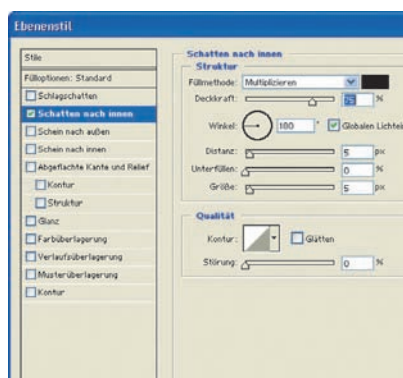 Ebenenstil
Stile
Fülloptionen: Standard
Schlagschatten
Schatten nach innen
Schein nach außen
Schein nach innen
Abgeflachte Kante und Relief
Kontur
Struktur
Glanz
Farbüberlagerung
Verlaufsüberlagerung
Musterüberlagerung
Kontur
Schatten nach innen
Struktur
Füllmethode: Multiplizieren
Deckkraft: 75 %
Winkel: 180 ° Globalen Lichtein
Distanz: 5 px
Unterfüllen: 0 %
Größe: 5 px
Qualität
Kontur: Glätten
Störung: 0 %